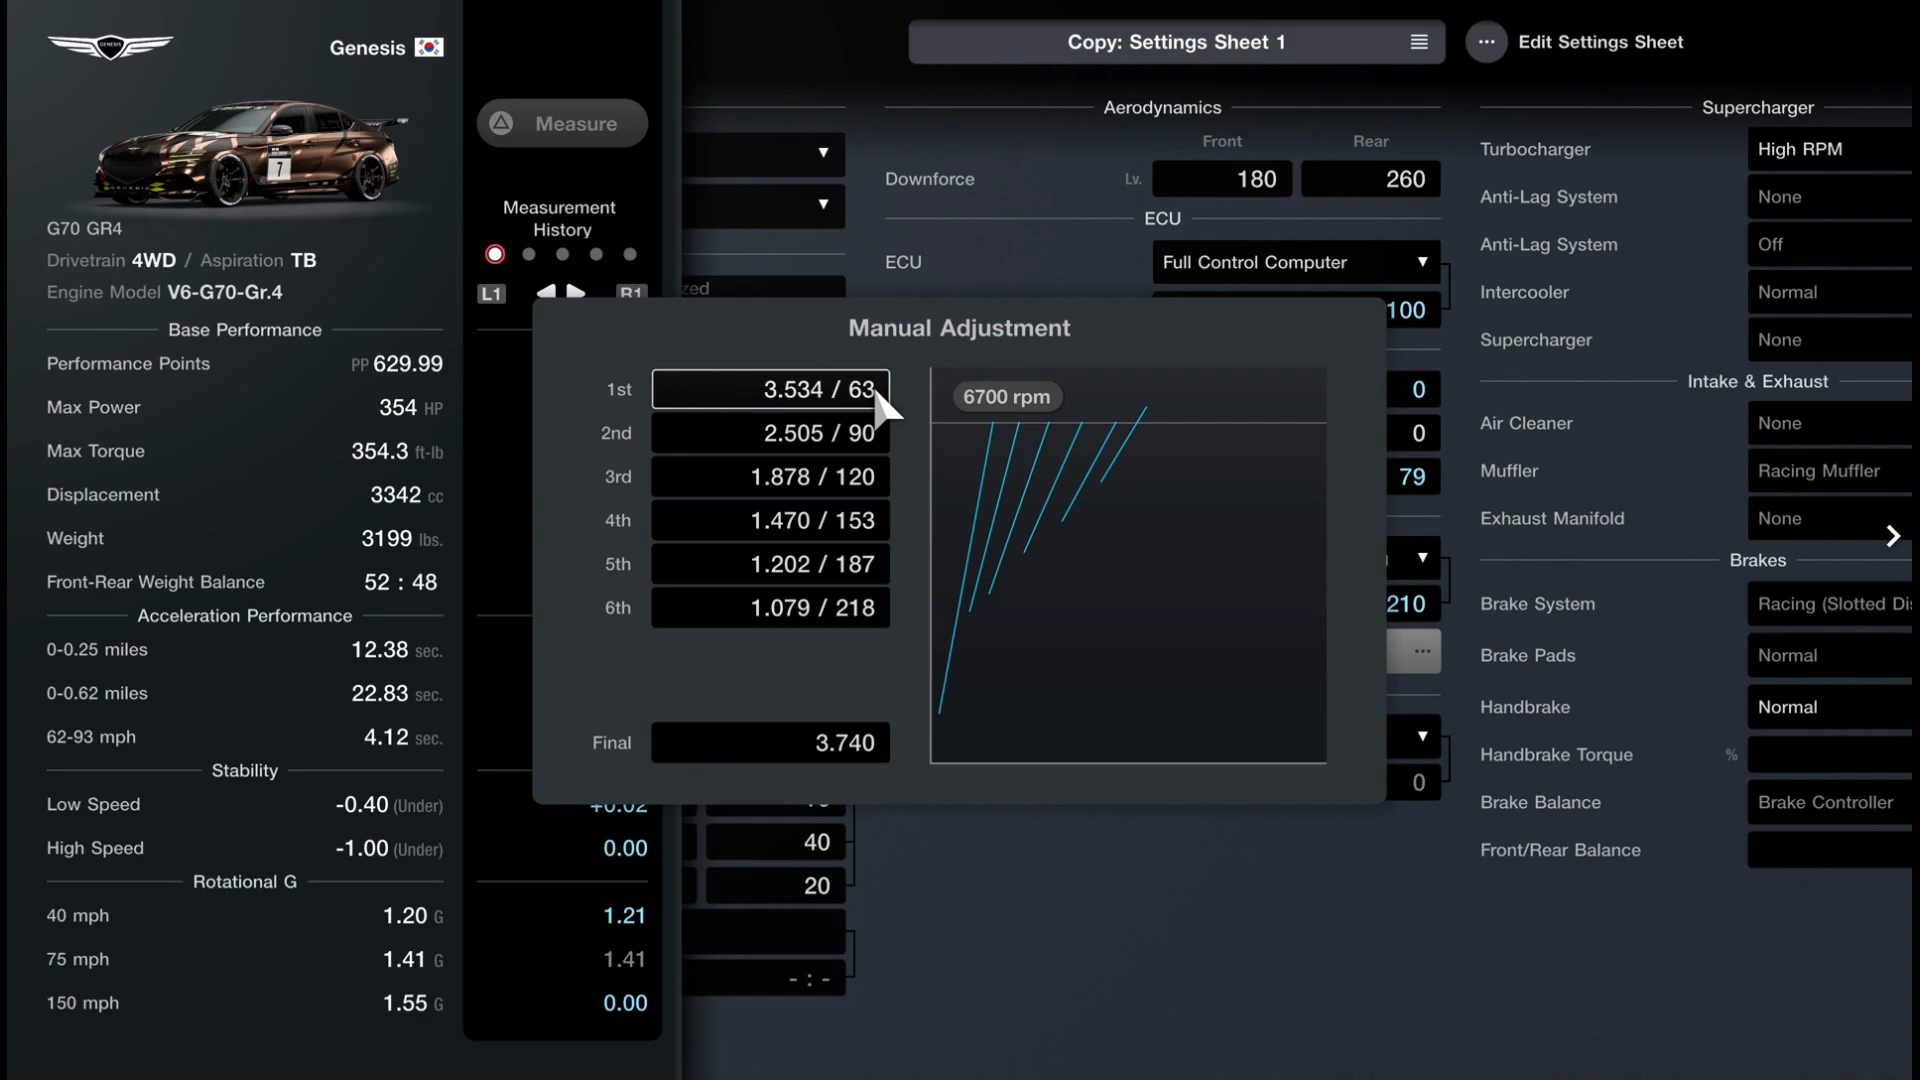 GENESIS
Genesis
7
G70 GR4
Drivetrain 4WD / Aspiration TB
Engine Model V6-G70-Gr.4
Base Performance
Performance Points PP 629.99
Max Power 354 HP
Max Torque 354.3 ft-lb
Displacement 3342 cc
Weight 3199 lbs.
Front-Rear Weight Balance 52 : 48
Acceleration Performance
0-0.25 miles 12.38 sec.
0-0.62 miles 22.83 sec.
62-93 mph 4.12 sec.
Stability
Low Speed -0.40 (Under)
High Speed -1.00 (Under) 0.00
Rotational G
40 mph 1.20 G 1.21
75 mph 1.41 G 1.41
150 mph 1.55 G 0.00
Measure
Measurement
History
L1 R1
Copy: Settings Sheet 1
Edit Settings Sheet
Aerodynamics
Front Rear
Downforce Lv. 180 260
ECU
ECU Full Control Computer
100
0
0
79
210
0
Manual Adjustment
1st 3.534 / 63
2nd 2.505 / 90
3rd 1.878 / 120
4th 1.470 / 153
5th 1.202 / 187
6th 1.079 / 218
Final 3.740
6700 rpm
40
20
- : -
Supercharger
Turbocharger High RPM
Anti-Lag System None
Anti-Lag System Off
Intercooler Normal
Supercharger None
Intake & Exhaust
Air Cleaner None
Muffler Racing Muffler
Exhaust Manifold None
Brakes
Brake System Racing (Slotted Di
Brake Pads Normal
Handbrake Normal
Handbrake Torque %
Brake Balance Brake Controller
Front/Rear Balance